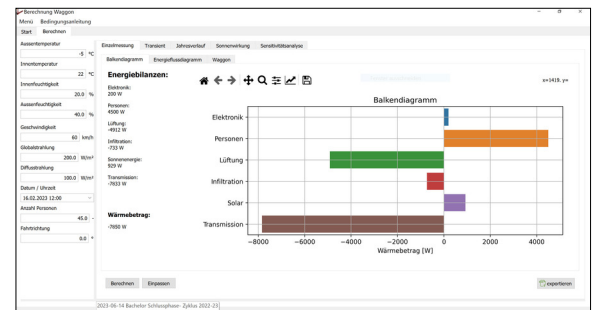 Berechnung Waggon
Menü Bedingungsanleitung
Start Berechnen
Aussentemperatur
-5 °C
Innentemperatur
22 °C
Innenfeuchtigkeit
20.0 %
Aussenfeuchtigkeit
40.0 %
Geschwindigkeit
60 km/h
Globalstrahlung
200.0 W/m²
Diffusstrahlung
100.0 W/m²
Datum / Uhrzeit
16.02.2023 12:00
Anzahl Personen
45.0 -
Fahrtrichtung
0.0 °
Einzelmessung Transient Jahresverlauf Sonnenwirkung Sensitivitätsanalyse
Balkendiagramm Energieflussdiagramm Waggon
Energiebilanzen:
Elektronik:
200 W
Personen:
4500 W
Lüftung:
-4912 W
Infiltration:
-733 W
Sonnenenergie:
929 W
Transmission:
-7833 W
Wärmebetrag:
-7850 W
x=1419. y=
Balkendiagramm
Elektronik
Personen
Lüftung
Infiltration
Solar
Transmission
−8000 −6000 −4000 −2000 0 2000 4000
Wärmebetrag [W]
Berechnen Einpassen
exportieren
2023-06-14 Bachelor Schlussphase- Zyklus 2022-23